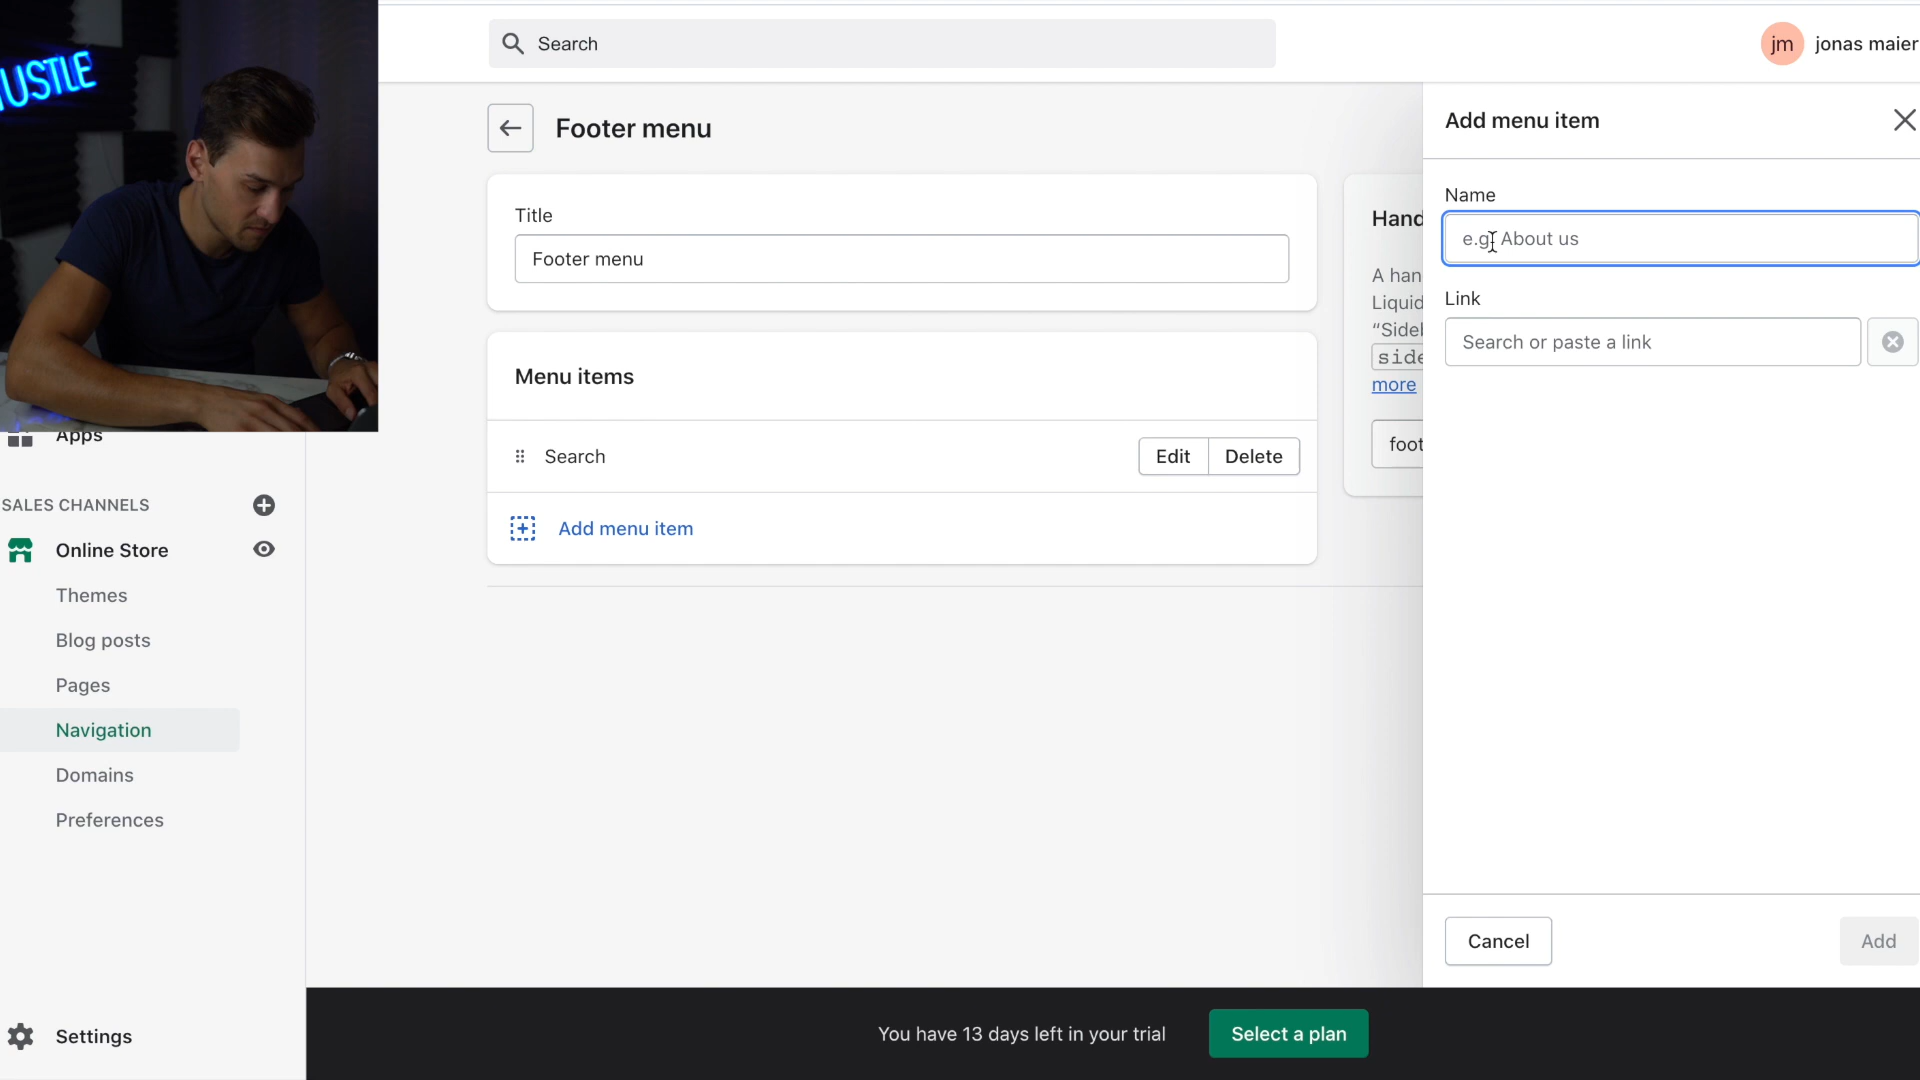 USTLE
Search
jm jonas maier
Footer menu
Title
Footer menu
Menu items
Search
Edit
Delete
Add menu item
Hand
A han
Liquid
“Sidel
side
more
foot
Add menu item
Name
e.g. About us
Link
Search or paste a link
Cancel
Add
Apps
SALES CHANNELS
Online Store
Themes
Blog posts
Pages
Navigation
Domains
Preferences
Settings
You have 13 days left in your trial
Select a plan